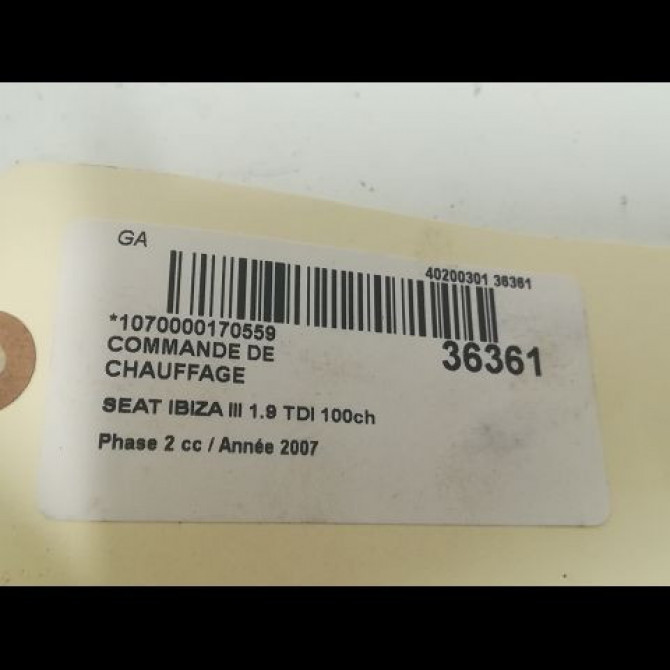 GA
40200301 36361
*1070000170559
36361
COMMANDE DE
CHAUFFAGE
SEAT IBIZA III 1.9 TDI 100ch
Phase 2 cc / Année 2007